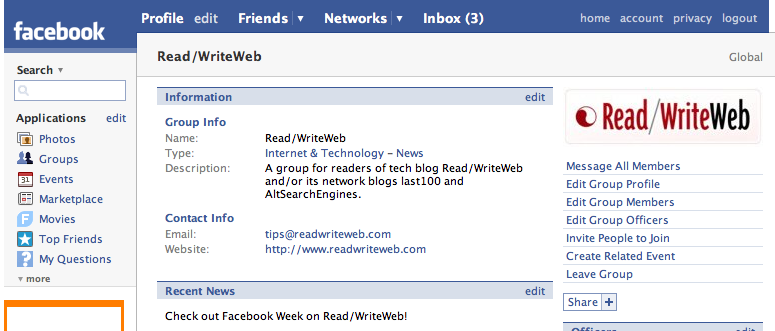 facebook
Profile edit Friends Networks Inbox (3) home account privacy logout
Read/WriteWeb Global
Search
Applications edit
Photos
Groups
Events
Marketplace
Movies
Top Friends
My Questions
more
Information edit
Group Info
Name: Read/WriteWeb
Type: Internet & Technology – News
Description: A group for readers of tech blog Read/WriteWeb
and/or its network blogs last100 and
AltSearchEngines.
Contact Info
Email: tips@readwriteweb.com
Website: http://www.readwriteweb.com
Recent News edit
Check out Facebook Week on Read/WriteWeb!
Read/WriteWeb
Message All Members
Edit Group Profile
Edit Group Members
Edit Group Officers
Invite People to Join
Create Related Event
Leave Group
Share +
Officers